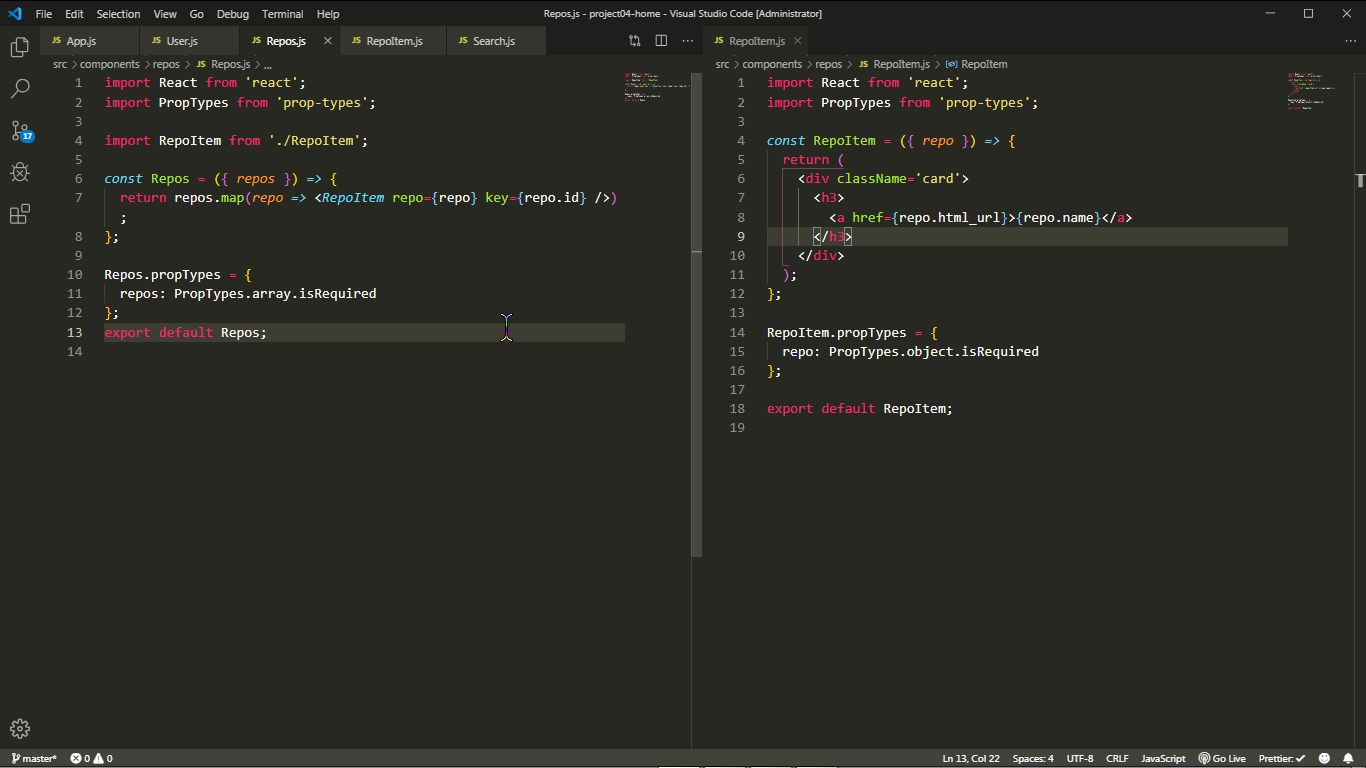 File Edit Selection View Go Debug Terminal Help
Repos.js - project04-home - Visual Studio Code [Administrator]
JS App.js
JS User.js
JS Repos.js ×
JS RepoItem.js
JS Search.js
src > components > repos > JS Repos.js > ...
1 import React from 'react';
2 import PropTypes from 'prop-types';
3
4 import RepoItem from './RepoItem';
5
6 const Repos = ({ repos }) => {
7   return repos.map(repo => <RepoItem repo={repo} key={repo.id} />)
  ;
8 };
9
10 Repos.propTypes = {
11   repos: PropTypes.array.isRequired
12 };
13 export default Repos;
14
JS RepoItem.js ×
src > components > repos > JS RepoItem.js > RepoItem
1 import React from 'react';
2 import PropTypes from 'prop-types';
3
4 const RepoItem = ({ repo }) => {
5   return (
6     <div className='card'>
7       <h3>
8         <a href={repo.html_url}>{repo.name}</a>
9       </h3>
10     </div>
11   );
12 };
13
14 RepoItem.propTypes = {
15   repo: PropTypes.object.isRequired
16 };
17
18 export default RepoItem;
19
17
master* 0 0
Ln 13, Col 22 Spaces: 4 UTF-8 CRLF JavaScript Go Live Prettier: ✓